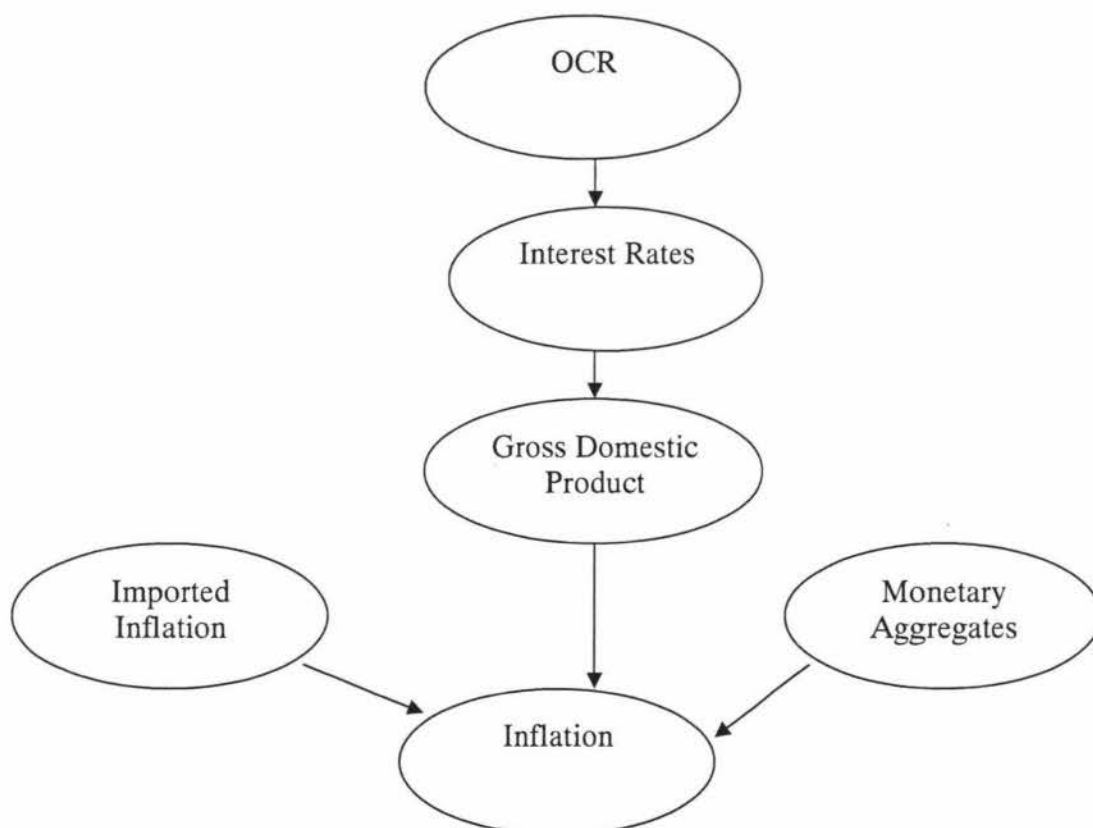 OCR
Interest Rates
Gross Domestic
Product
Imported
Inflation
Monetary
Aggregates
Inflation